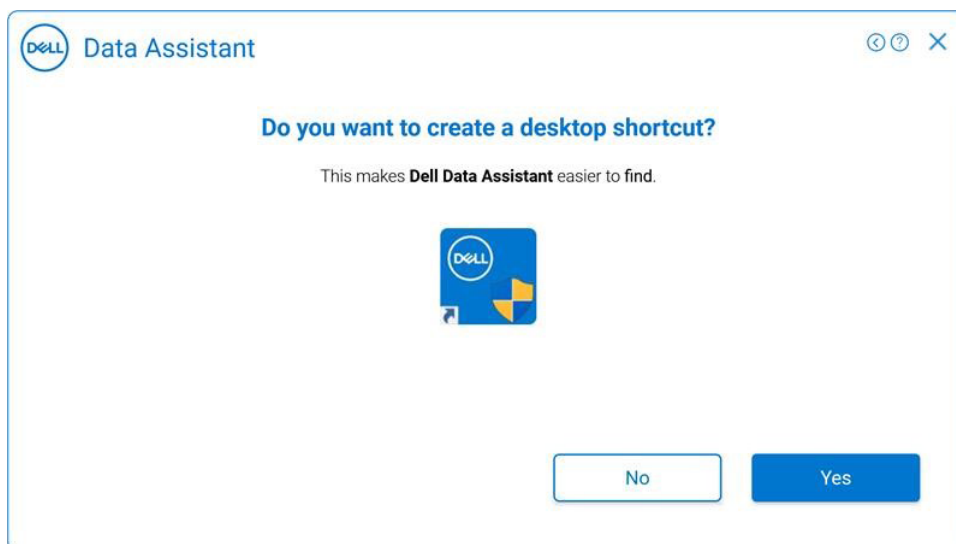 DELL Data Assistant
Do you want to create a desktop shortcut?
This makes Dell Data Assistant easier to find.
DELL
No Yes